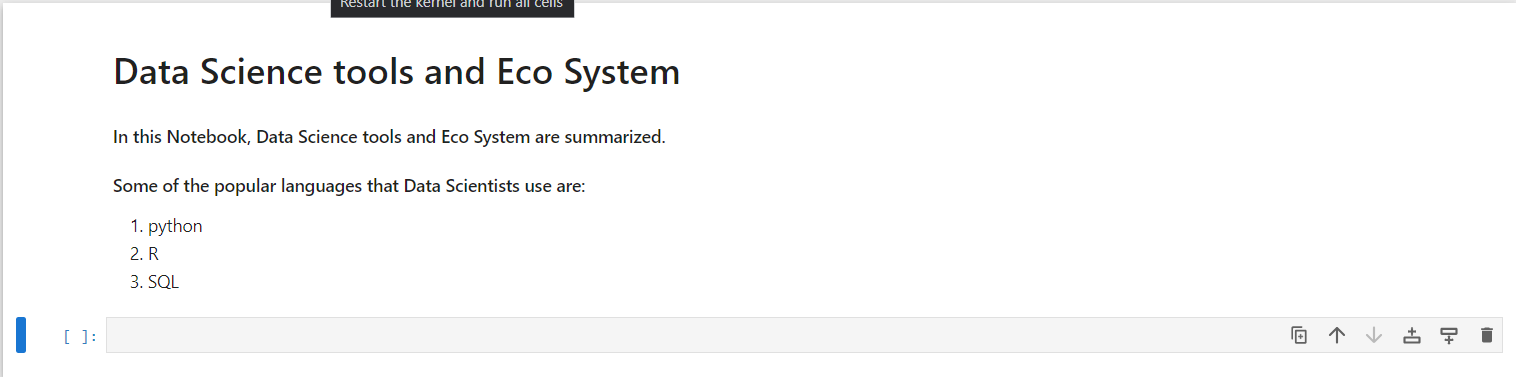 Restart the kernel and run all cells
Data Science tools and Eco System
In this Notebook, Data Science tools and Eco System are summarized.
Some of the popular languages that Data Scientists use are:
1. python
2. R
3. SQL
[ ]: